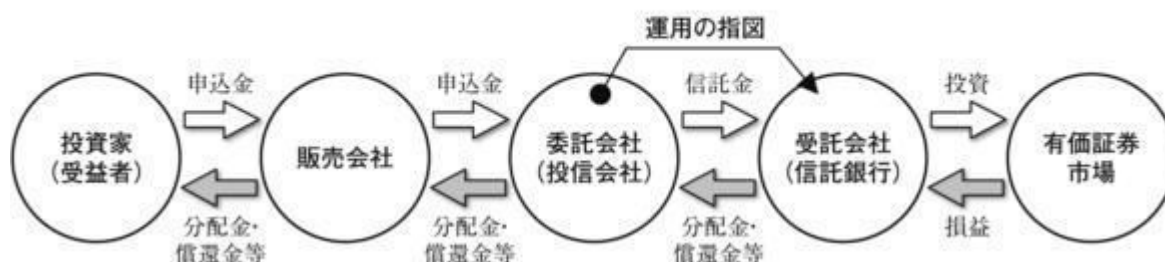 運用の指図
申込金
申込金
信託金
投資
投資家
(受益者)
販売会社
委託会社
(投信会社)
受託会社
(信託銀行)
有価証券
市場
分配金・
償還金等
分配金・
償還金等
分配金・
償還金等
損益